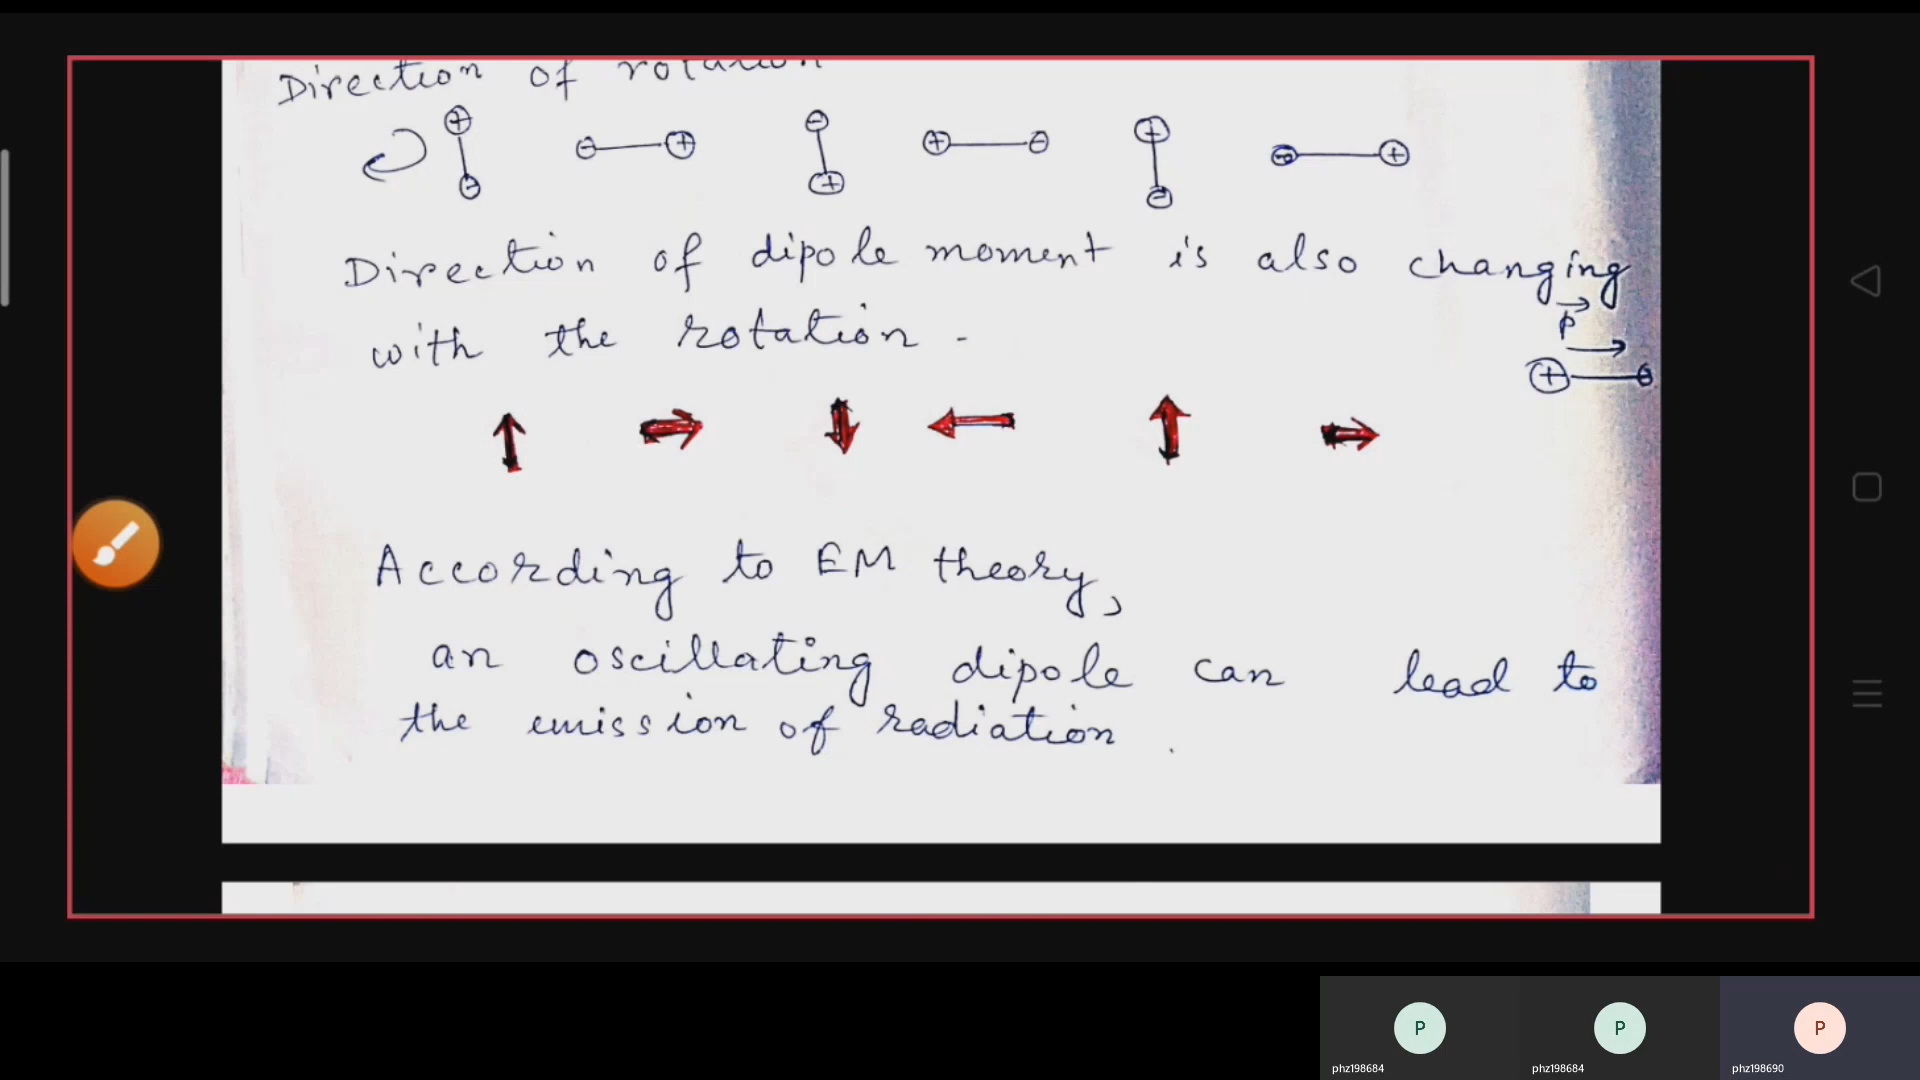 Direction of rotation
Direction of dipole moment is also changing
with the rotation.
p
According to EM theory,
an oscillating dipole can lead to
the emission of radiation.
P P P
phz198684 phz198684 phz198690